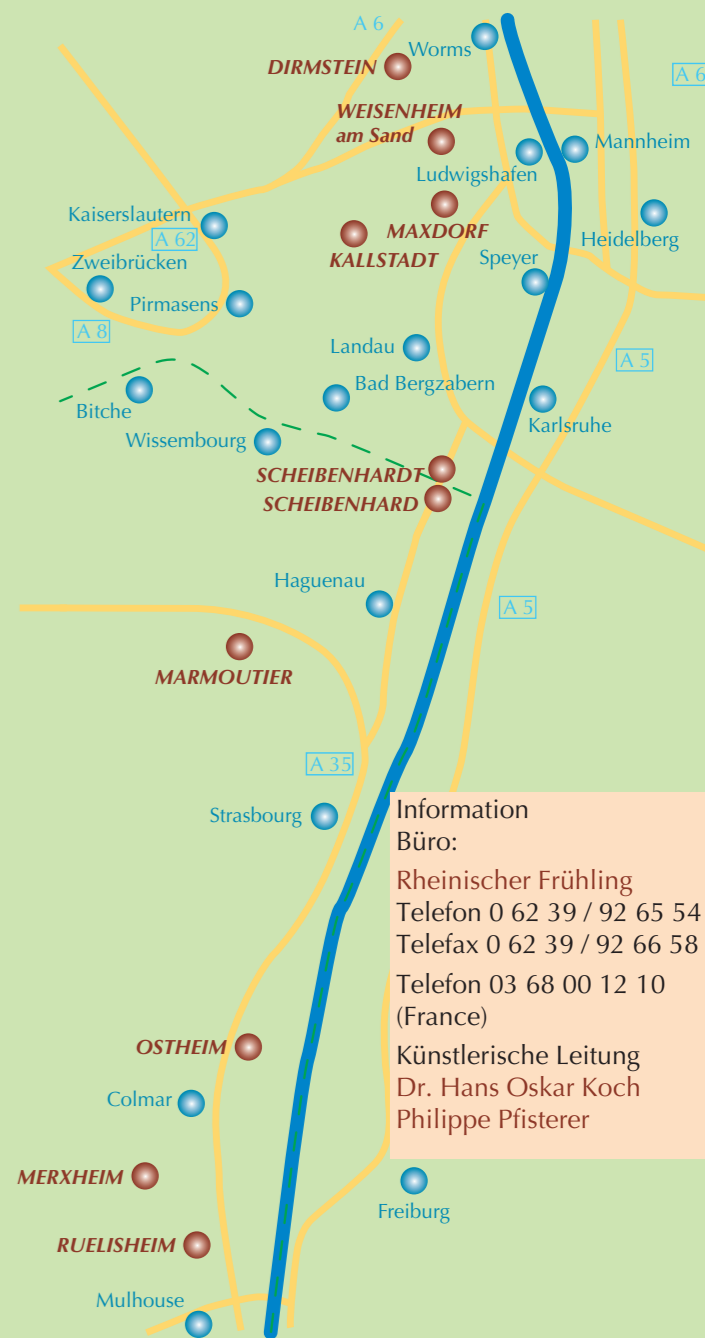 A 6
Worms
DIRMSTEIN
A 6
WEISENHEIM
am Sand
Mannheim
Ludwigshafen
Kaiserslautern
MAXDORF
A 62
KALLSTADT
Heidelberg
Zweibrücken
Speyer
Pirmasens
A 8
Landau
A 5
Bad Bergzabern
Bitche
Karlsruhe
Wissembourg
SCHEIBENHARDT
SCHEIBENHARD
Haguenau
A 5
MARMOUTIER
A 35
Strasbourg
Information
Büro:
Rheinischer Frühling
Telefon 0 62 39 / 92 65 54
Telefax 0 62 39 / 92 66 58
Telefon 03 68 00 12 10
(France)
Künstlerische Leitung
Dr. Hans Oskar Koch
Philippe Pfisterer
OSTHEIM
Colmar
MERXHEIM
Freiburg
RUELISHEIM
Mulhouse